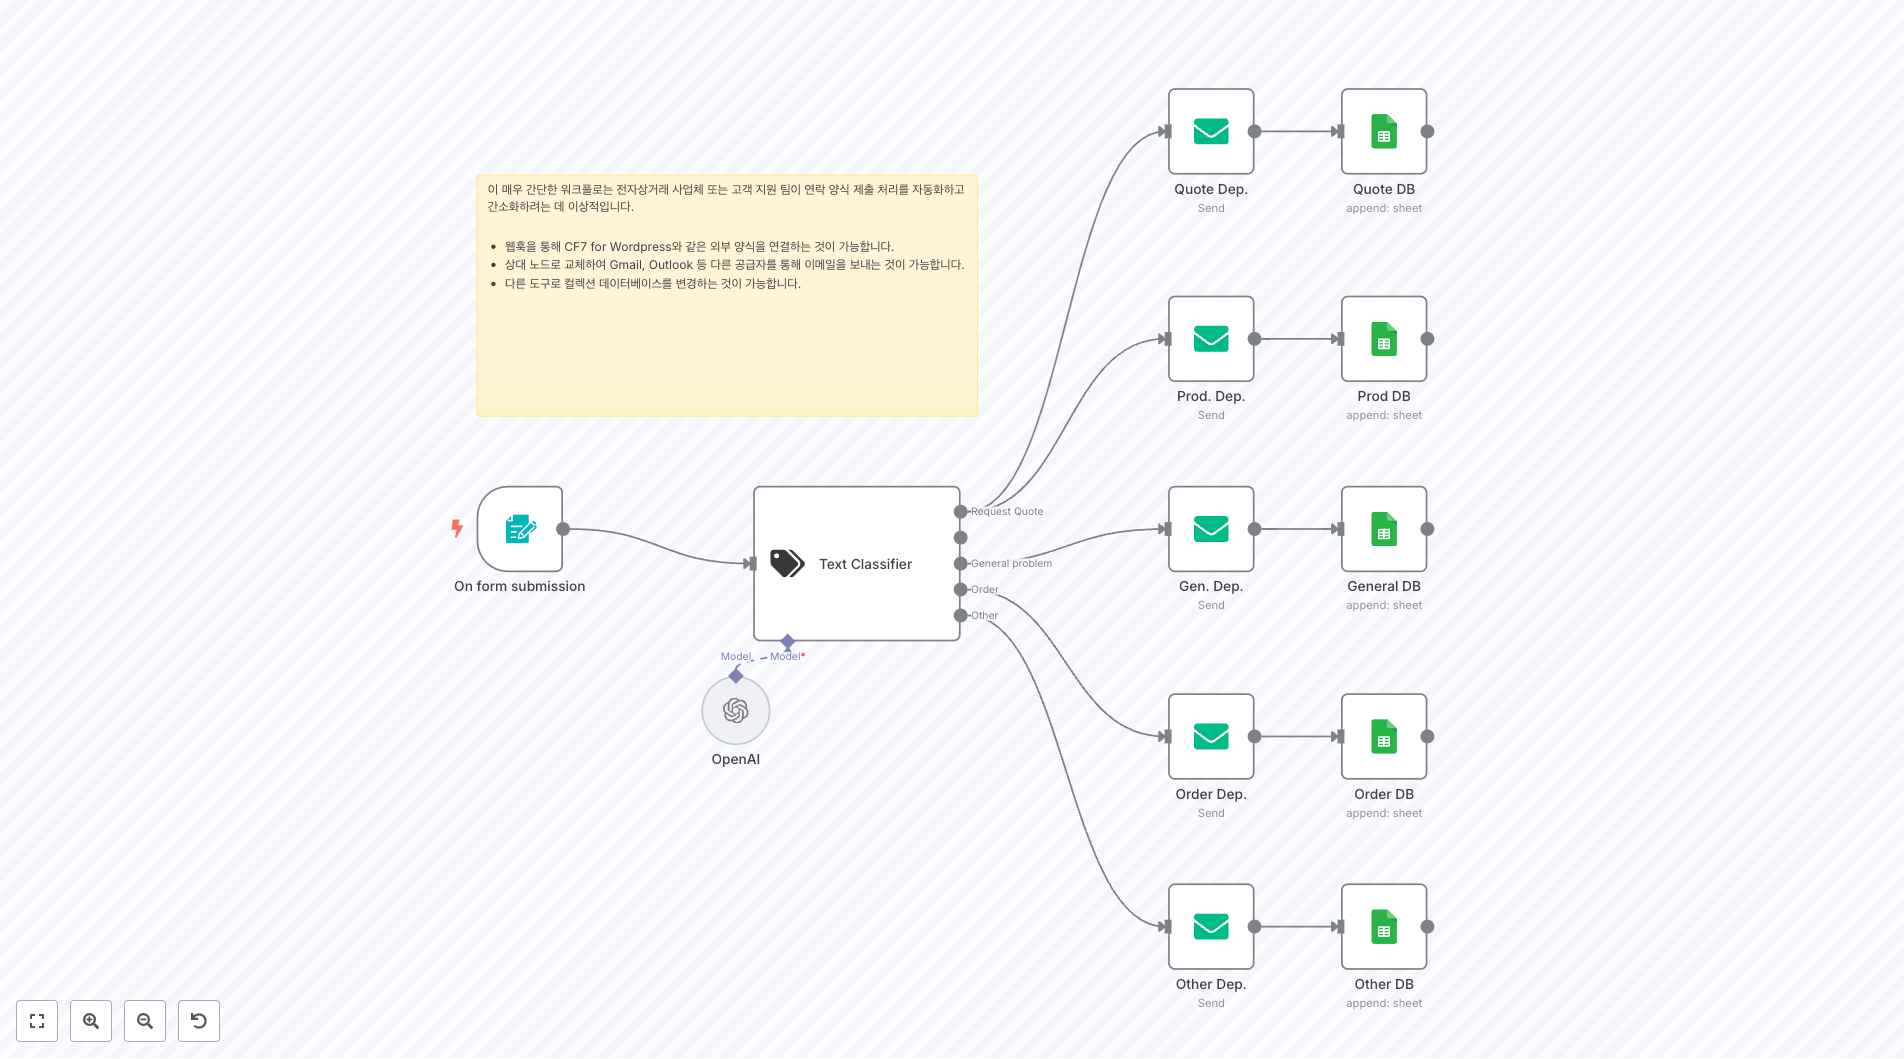 이 매우 간단한 워크플로는 전자상거래 사업체 또는 고객 지원 팀이 연락 양식 제출 처리를 자동화하고
간소화하려는 데 이상적입니다.
• 웹훅을 통해 CF7 for Wordpress와 같은 외부 양식을 연결하는 것이 가능합니다.
• 상대 노드로 교체하여 Gmail, Outlook 등 다른 공급자를 통해 이메일을 보내는 것이 가능합니다.
• 다른 도구로 컬렉션 데이터베이스를 변경하는 것이 가능합니다.
On form submission
Text Classifier
Request Quote
General problem
Order
Other
Model
Model*
OpenAI
Quote Dep.
Send
Quote DB
append: sheet
Prod. Dep.
Send
Prod DB
append: sheet
Gen. Dep.
Send
General DB
append: sheet
Order Dep.
Send
Order DB
append: sheet
Other Dep.
Send
Other DB
append: sheet